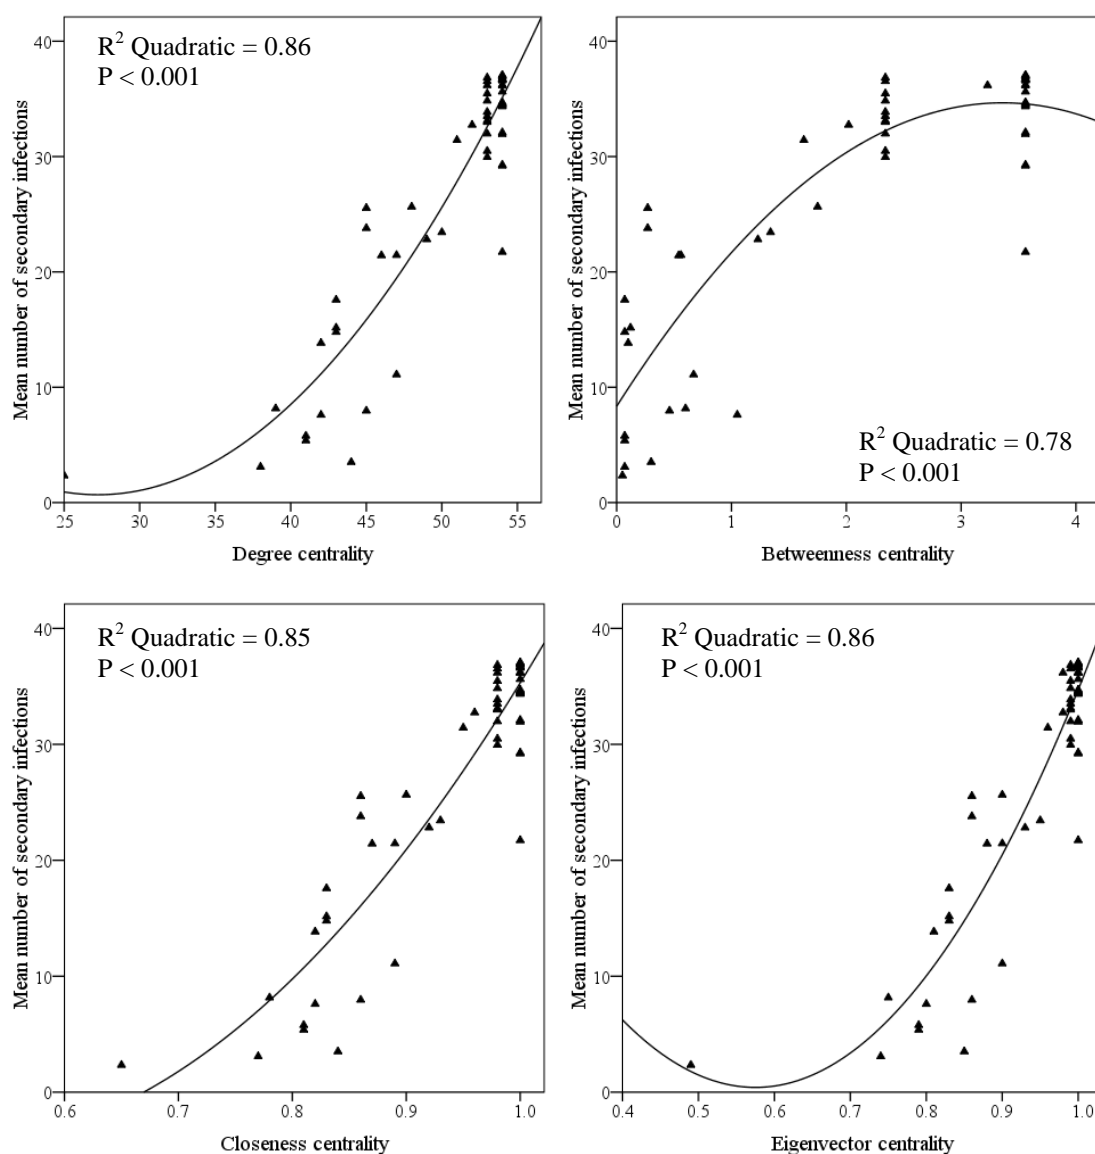 R² Quadratic = 0.86
P < 0.001
Mean number of secondary infections
40
30
20
10
0
25
30
35
40
45
50
55
Degree centrality
R² Quadratic = 0.78
P < 0.001
Mean number of secondary infections
40
30
20
10
0
0
1
2
3
4
Betweenness centrality
R² Quadratic = 0.85
P < 0.001
Mean number of secondary infections
40
30
20
10
0
0.6
0.7
0.8
0.9
1.0
Closeness centrality
R² Quadratic = 0.86
P < 0.001
Mean number of secondary infections
40
30
20
10
0
0.4
0.5
0.6
0.7
0.8
0.9
1.0
Eigenvector centrality